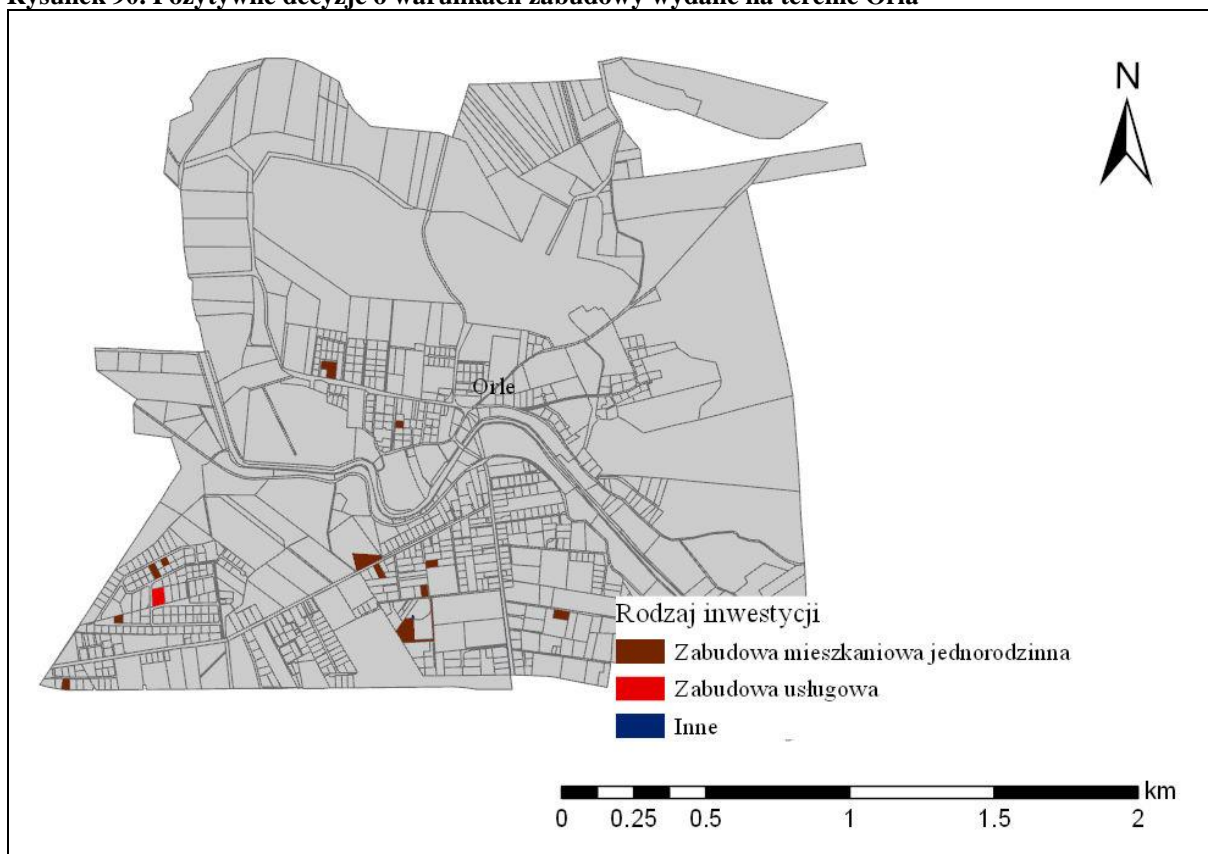 Rysunek 90. Pozytywne decyzje o warunkach zabudowy wydane na terenie Orla
N
Orle
Rodzaj inwestycji
Zabudowa mieszkaniowa jednorodzinna
Zabudowa usługowa
Inne
km
0 0.25 0.5 1 1.5 2